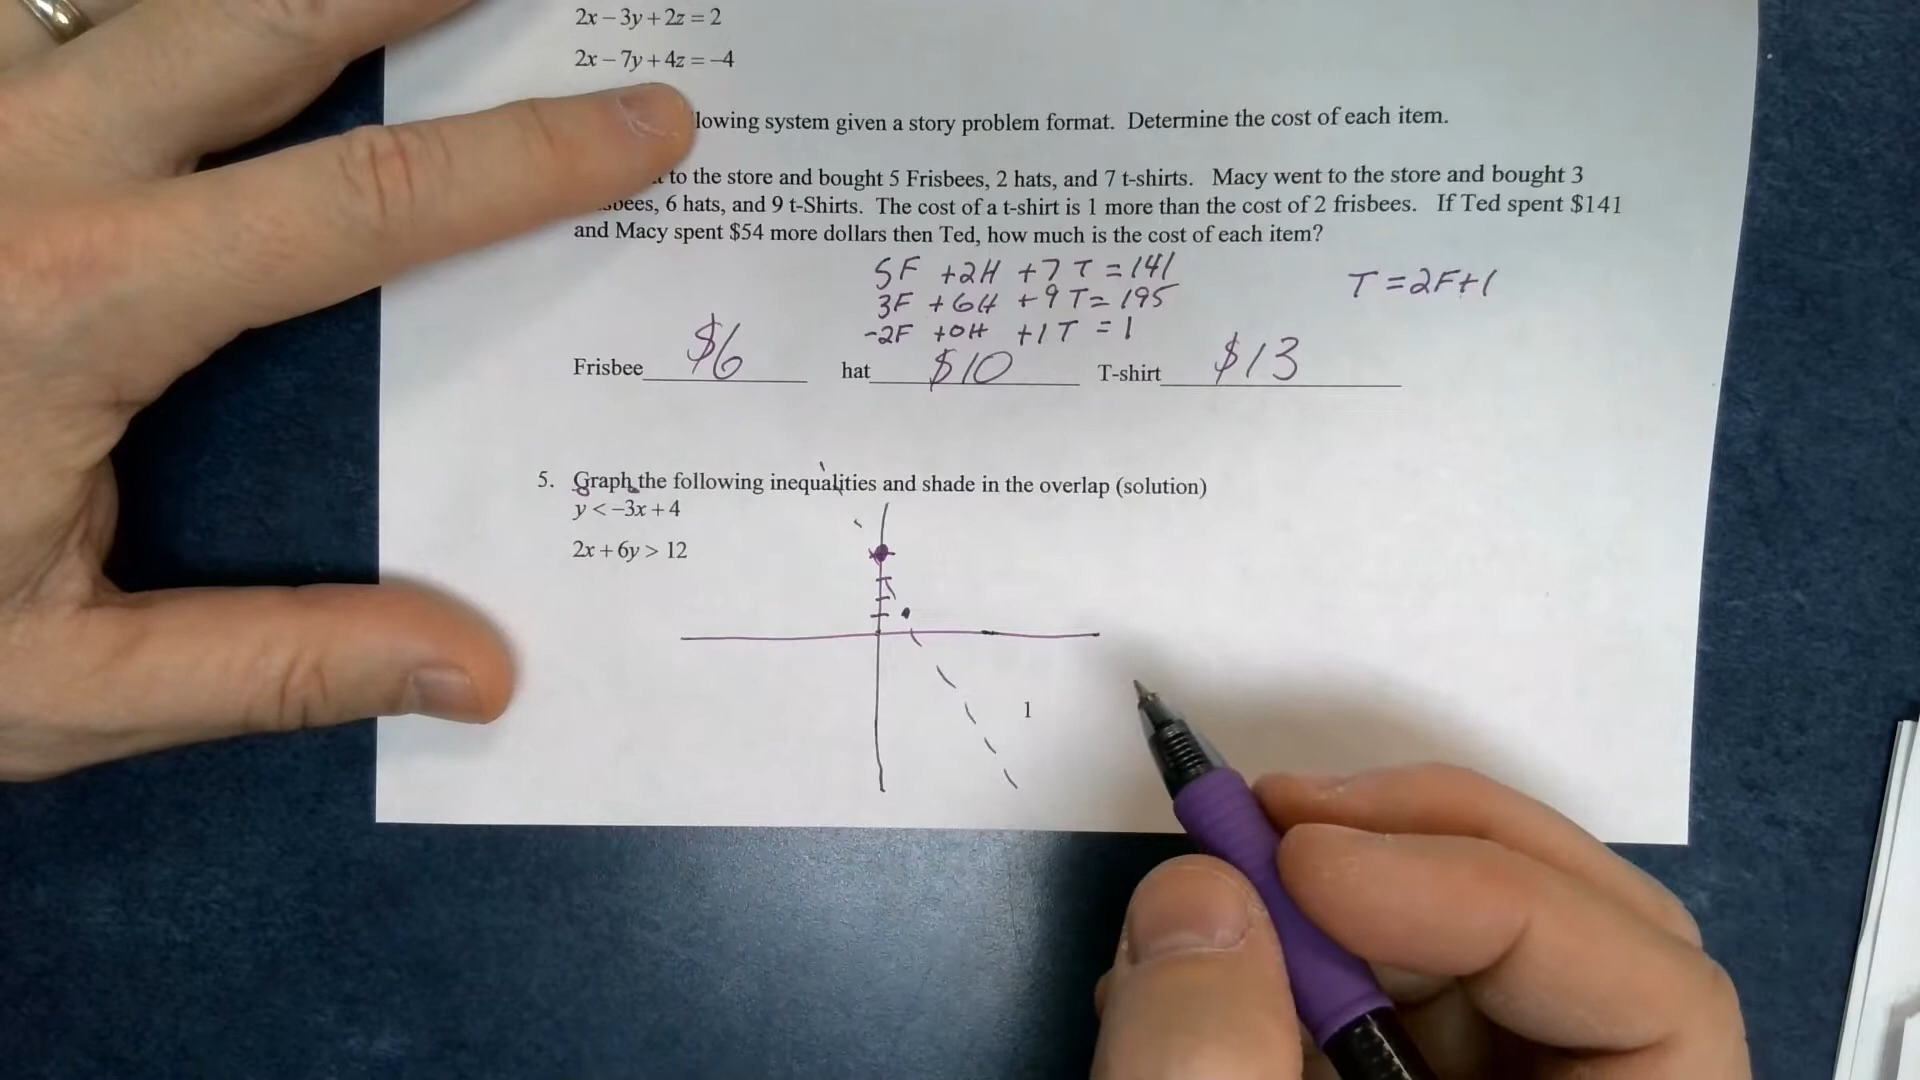 2x − 3y + 2z = 2
2x − 7y + 4z = −4
lowing system given a story problem format. Determine the cost of each item.
to the store and bought 5 Frisbees, 2 hats, and 7 t-shirts. Macy went to the store and bought 3
bees, 6 hats, and 9 t-Shirts. The cost of a t-shirt is 1 more than the cost of 2 frisbees. If Ted spent $141
and Macy spent $54 more dollars then Ted, how much is the cost of each item?
5F +2H +7T = 141
T = 2F+1
3F +6H +9T = 195
-2F +0H +1T = 1
Frisbee $6 hat $10 T-shirt $13
5. Graph the following inequalities and shade in the overlap (solution)
y < −3x + 4
2x + 6y > 12
1